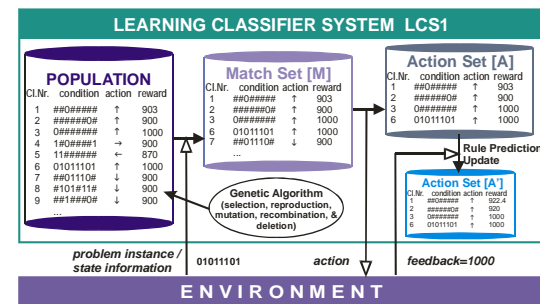 LEARNING CLASSIFIER SYSTEM LCS1
POPULATION
Cl.Nr. condition action reward
1 ##0##### ↑ 903
2 ######0# ↑ 900
3 0####### ↑ 1000
4 1#0####1 → 900
5 11###### ← 870
6 01011101 ↑ 1000
7 ##01110# ↓ 900
8 #101#11# ↓ 900
9 ##1###0# ↓ 900
...
Match Set [M]
Cl.Nr. condition action reward
1 ##0##### ↑ 903
2 ######0# ↑ 900
3 0####### ↑ 1000
6 01011101 ↑ 1000
7 ##01110# ↓ 900
...
Action Set [A]
Cl.Nr. condition action reward
1 ##0##### ↑ 903
2 ######0# ↑ 900
3 0####### ↑ 1000
6 01011101 ↑ 1000
Rule Prediction
Update
Action Set [A']
Cl.Nr. condition action reward
1 ##0##### ↑ 922.4
2 ######0# ↑ 920
3 0####### ↑ 1000
6 01011101 ↑ 1000
Genetic Algorithm
(selection, reproduction,
mutation, recombination, &
deletion)
problem instance /
state information
01011101
action
feedback=1000
ENVIRONMENT